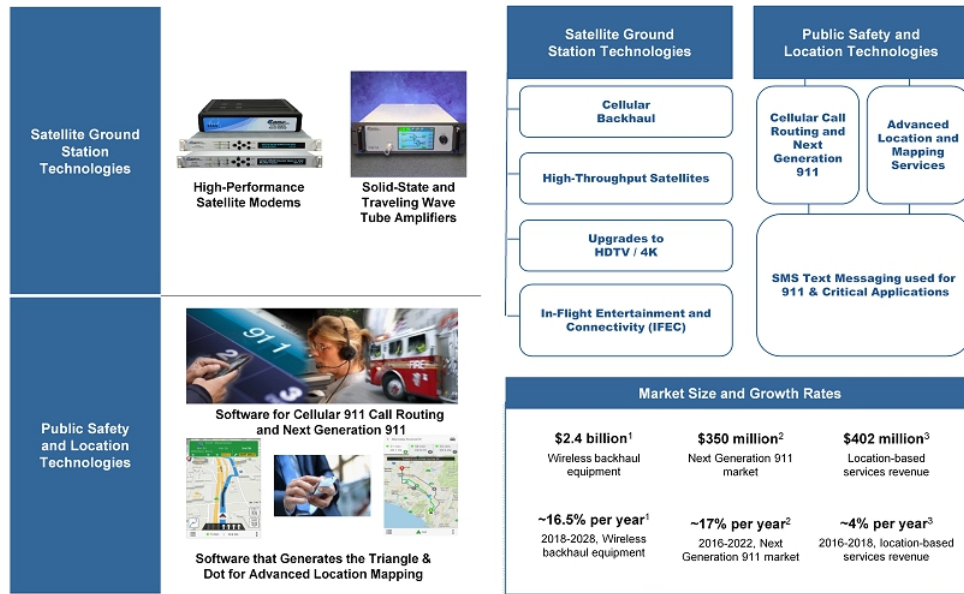 Satellite Ground
Station
Technologies
High-Performance
Satellite Modems
Solid-State and
Traveling Wave
Tube Amplifiers
Public Safety
and Location
Technologies
911
2
3
FIRE
Software for Cellular 911 Call Routing
and Next Generation 911
Software that Generates the Triangle &
Dot for Advanced Location Mapping
Satellite Ground
Station Technologies
Cellular
Backhaul
High-Throughput Satellites
Upgrades to
HDTV / 4K
In-Flight Entertainment and
Connectivity (IFEC)
Public Safety and
Location Technologies
Cellular Call
Routing and
Next
Generation
911
Advanced
Location and
Mapping
Services
SMS Text Messaging used for
911 & Critical Applications
Market Size and Growth Rates
$2.4 billion¹
Wireless backhaul
equipment
$350 million²
Next Generation 911
market
$402 million³
Location-based
services revenue
~16.5% per year¹
2018-2028, Wireless
backhaul equipment
~17% per year²
2016-2022, Next
Generation 911 market
~4% per year³
2016-2018, location-based
services revenue